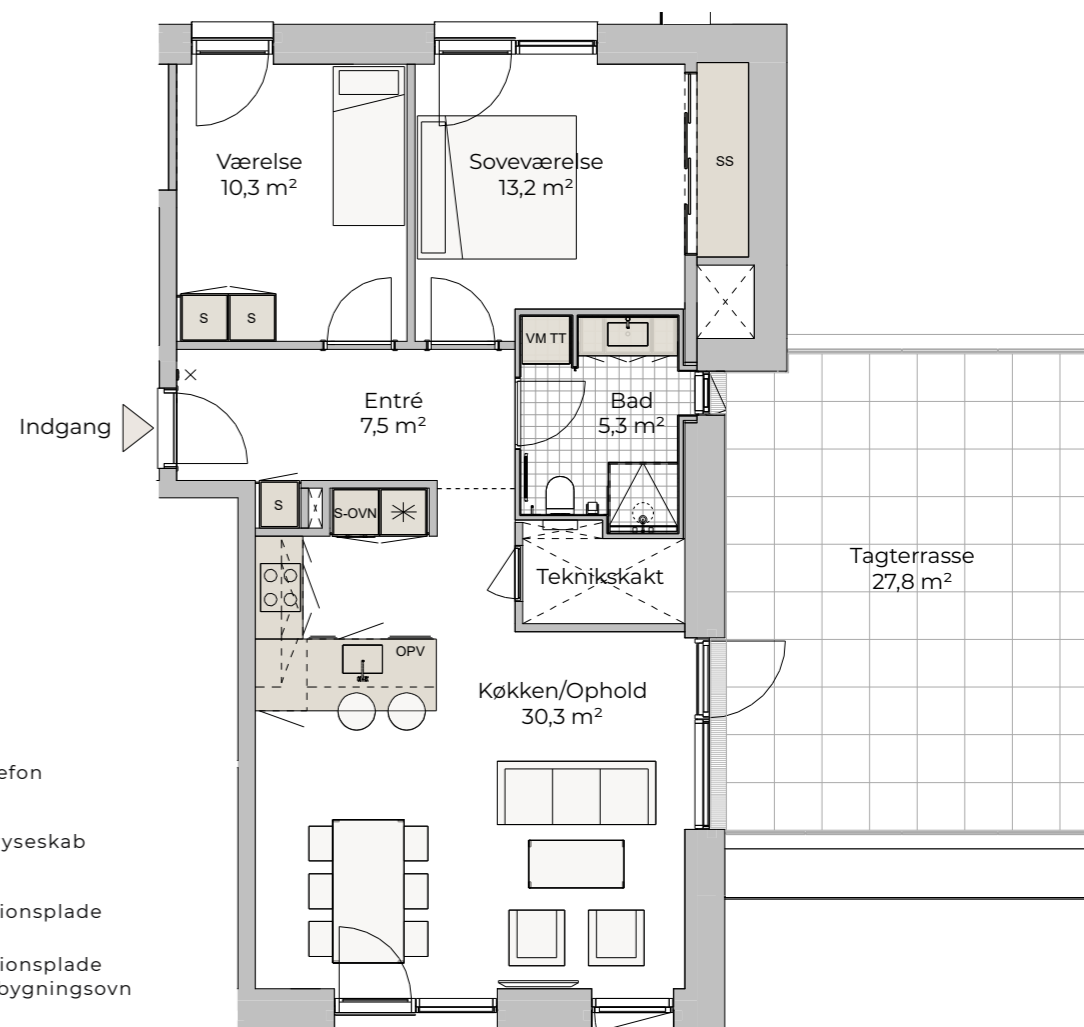 Værelse
10,3 m²
Soveværelse
13,2 m²
SS
S
S
VM TT
Indgang
Entré
7,5 m²
Bad
5,3 m²
S
S-OVN
Teknikskakt
Tagterrasse
27,8 m²
OPV
Køkken/Ophold
30,3 m²
efon
yseskab
ionsplade
ionsplade
bygningsovn